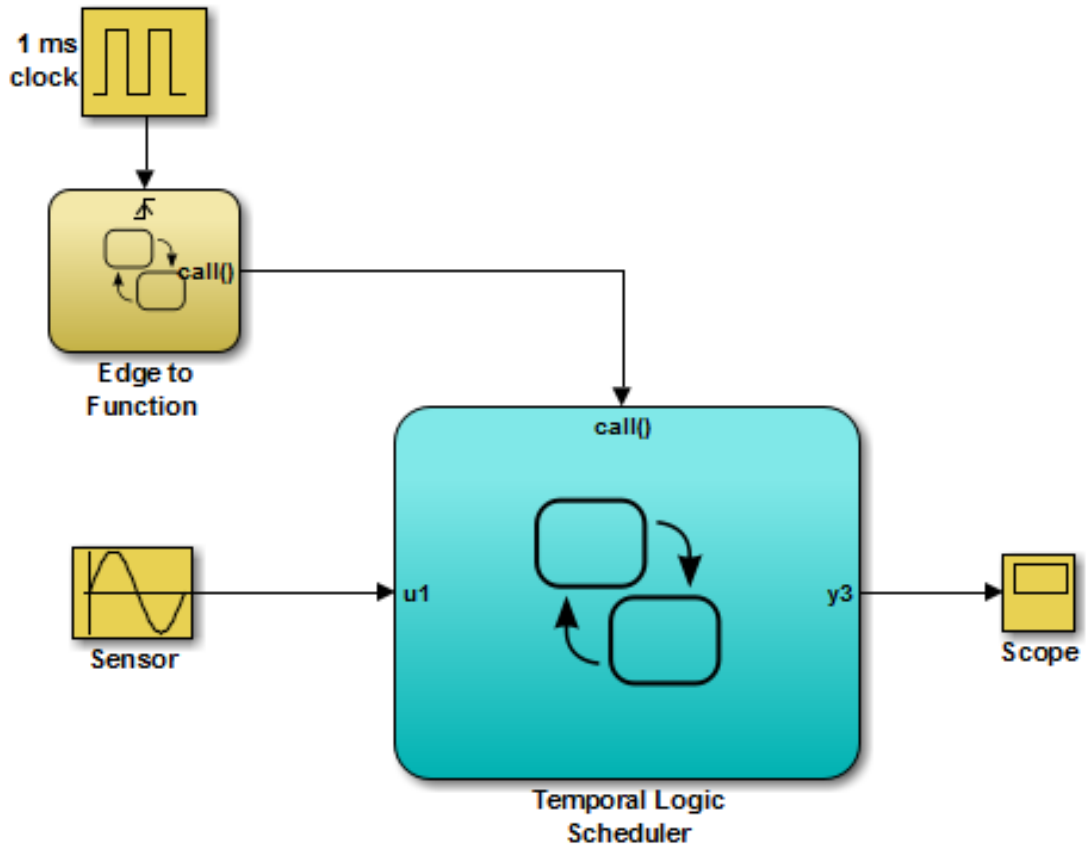 1 ms
clock
call()
Edge to
Function
call()
u1
y3
Sensor
Scope
Temporal Logic
Scheduler